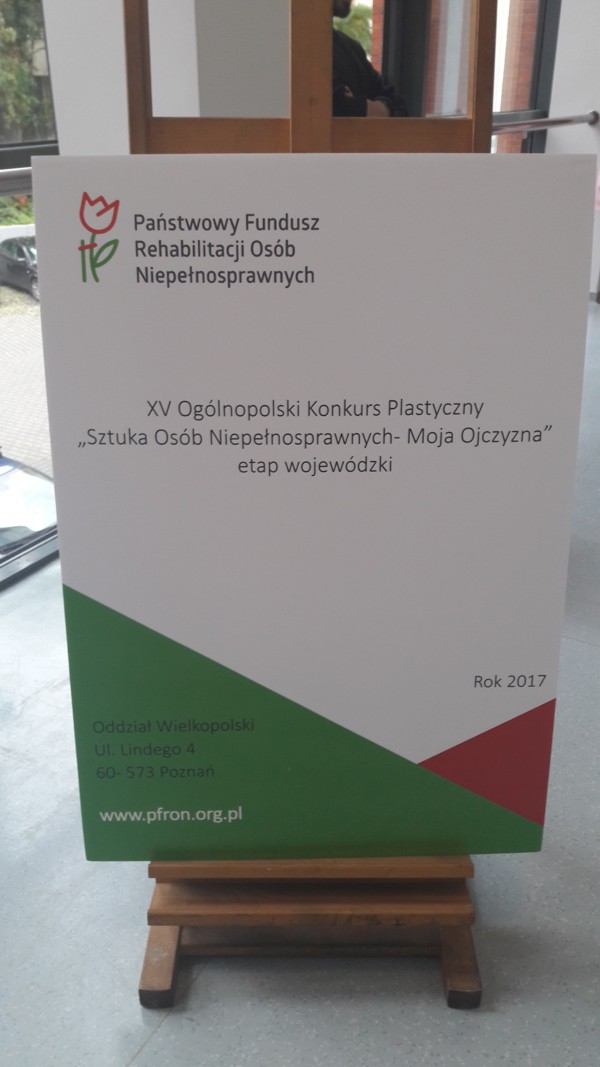 Państwowy Fundusz
Rehabilitacji Osób
Niepełnosprawnych
XV Ogólnopolski Konkurs Plastyczny
„Sztuka Osób Niepełnosprawnych- Moja Ojczyzna”
etap wojewódzki
Rok 2017
Oddział Wielkopolski
Ul. Lindego 4
60- 573 Poznań
www.pfron.org.pl